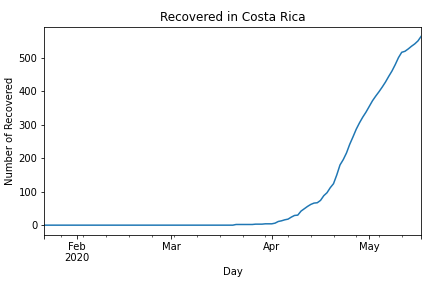 Recovered in Costa Rica
Number of Recovered
500
400
300
200
100
0
Feb
2020
Mar
Apr
May
Day